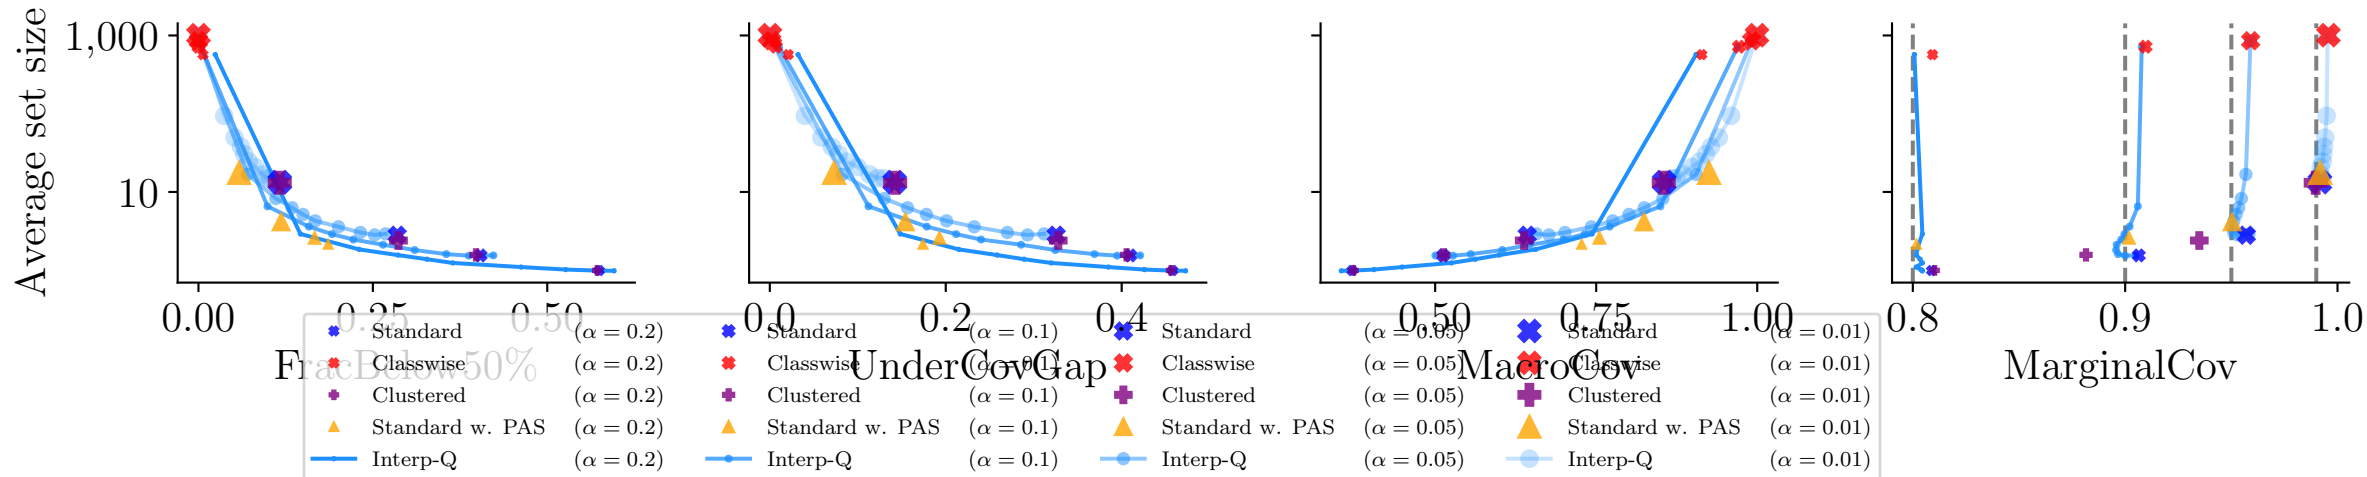 Average set size
1,000
10
0.00 0.25 0.50
FracBelow50%
0.0 0.2 0.4
UnderCovGap
0.50 0.75 1.00
MacroCov
0.8 0.9 1.0
MarginalCov
Standard (α = 0.2) Standard (α = 0.1) Standard (α = 0.05) Standard (α = 0.01)
Classwise (α = 0.2) Classwise (α = 0.1) Classwise (α = 0.05) Classwise (α = 0.01)
Clustered (α = 0.2) Clustered (α = 0.1) Clustered (α = 0.05) Clustered (α = 0.01)
Standard w. PAS (α = 0.2) Standard w. PAS (α = 0.1) Standard w. PAS (α = 0.05) Standard w. PAS (α = 0.01)
Interp-Q (α = 0.2) Interp-Q (α = 0.1) Interp-Q (α = 0.05) Interp-Q (α = 0.01)